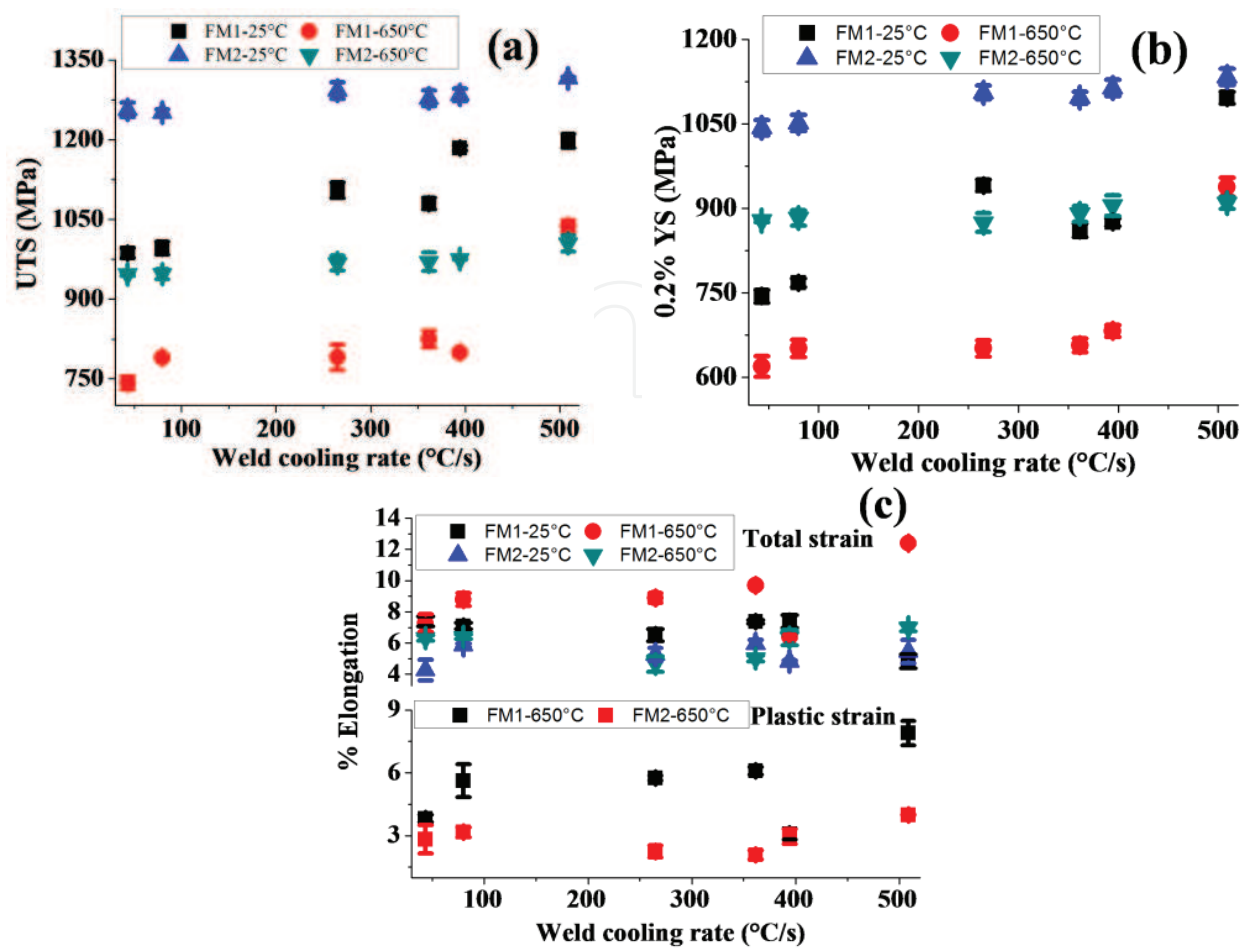 (a)
FM1-25°C FM1-650°C
FM2-25°C FM2-650°C
1350
1200
1050
900
750
UTS (MPa)
100 200 300 400 500
Weld cooling rate (°C/s)
(b)
FM1-25°C FM1-650°C
FM2-25°C FM2-650°C
1200
1050
900
750
600
0.2% YS (MPa)
100 200 300 400 500
Weld cooling rate (°C/s)
(c)
FM1-25°C FM1-650°C
FM2-25°C FM2-650°C
Total strain
14
12
10
8
6
4
FM1-650°C FM2-650°C
Plastic strain
9
6
3
% Elongation
100 200 300 400 500
Weld cooling rate (°C/s)